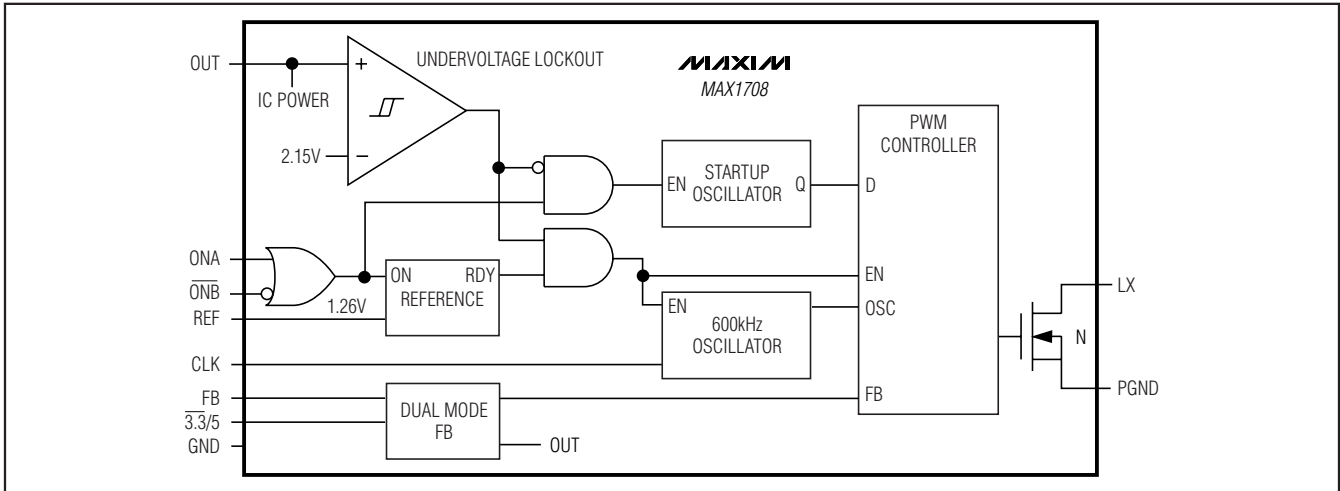 OUT
IC POWER
+
2.15V
−
UNDERVOLTAGE LOCKOUT
MAXIM
MAX1708
PWM
CONTROLLER
EN
STARTUP
OSCILLATOR
Q
D
ONA
ONB
REF
1.26V
ON
RDY
REFERENCE
EN
600kHz
OSCILLATOR
EN
OSC
LX
N
PGND
CLK
FB
3.3/5
GND
DUAL MODE
FB
OUT
FB